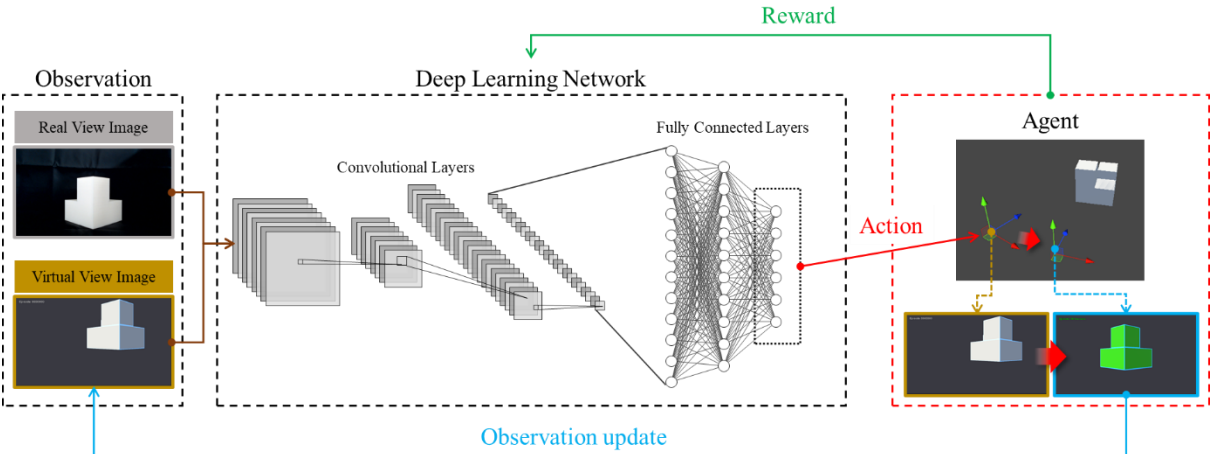 Reward
Observation
Deep Learning Network
Real View Image
Fully Connected Layers
Agent
Convolutional Layers
Action
Virtual View Image
Observation update